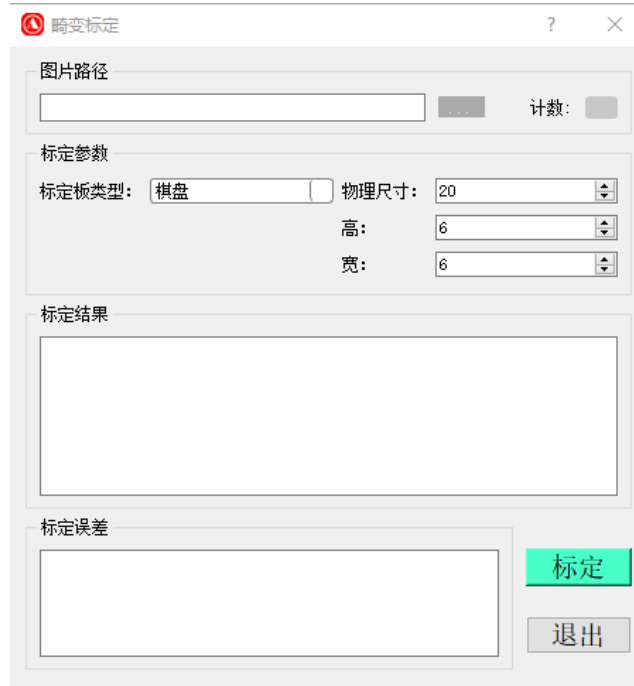 畸变标定 ?
图片路径
... 计数:
标定参数
标定板类型: 棋盘 物理尺寸: 20
高: 6
宽: 6
标定结果
标定误差
标定
退出